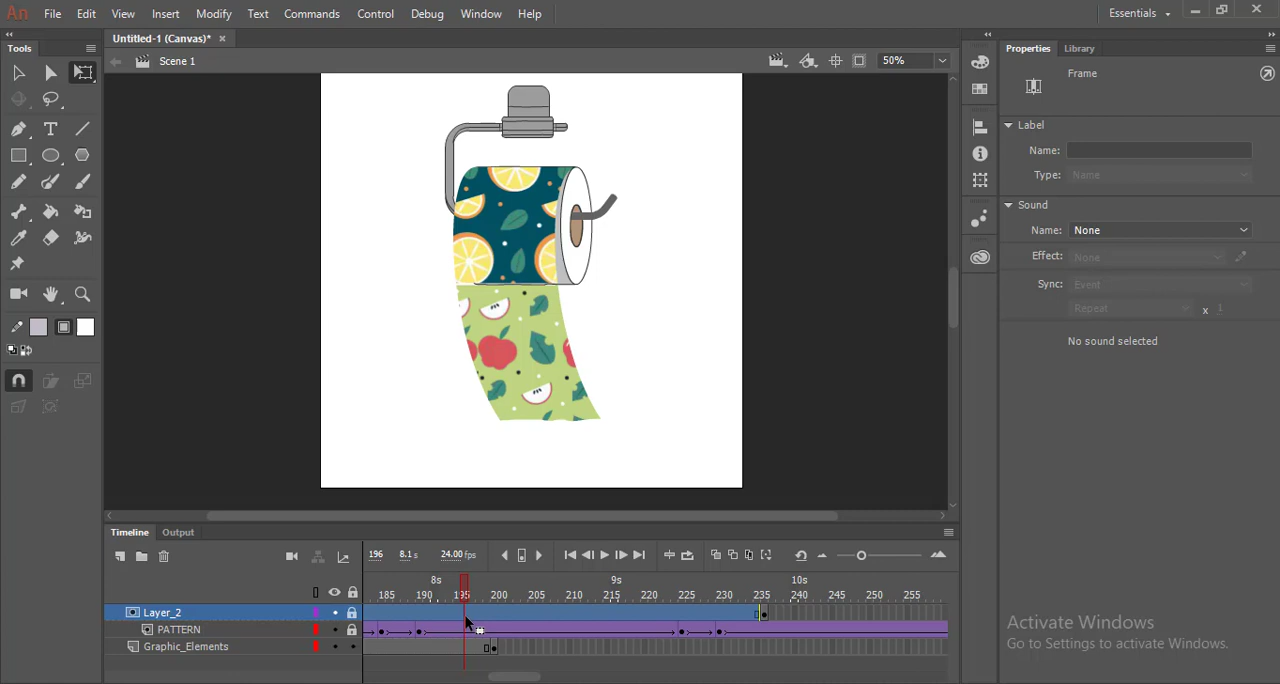 An File Edit View Insert Modify Text Commands Control Debug Window Help Essentials
Tools Untitled-1 (Canvas)* × Properties Library
Scene 1 50% Frame
Label
Name:
Type: Name
Sound
Name: None
Effect: None
Sync: Event
Repeat x 1
No sound selected
Timeline Output
196 8.1s 24.00fps
8s 9s 10s
185 190 195 200 205 210 215 220 225 230 235 240 245 250 255
Layer_2
PATTERN
Graphic_Elements
Activate Windows
Go to Settings to activate Windows.